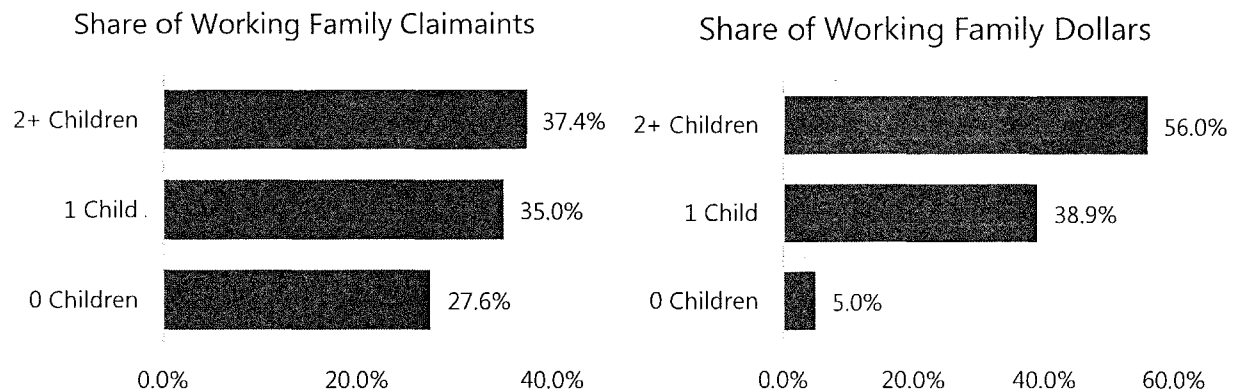 Share of Working Family Claimaints
2+ Children 37.4%
1 Child 35.0%
0 Children 27.6%
0.0% 20.0% 40.0%
Share of Working Family Dollars
2+ Children 56.0%
1 Child 38.9%
0 Children 5.0%
0.0% 20.0% 40.0% 60.0%